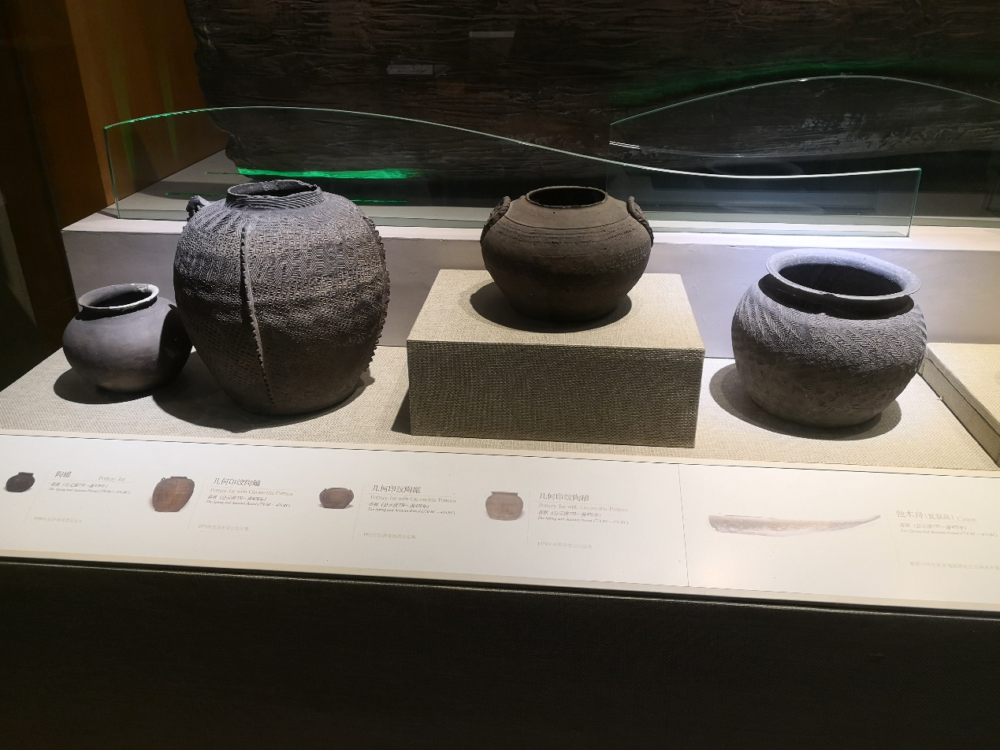 陶罐 Pottery Jar
春秋（公元前770～前476年）
The Spring and Autumn Period (770 BC ~ 476 BC)
几何印纹陶罐
Pottery Jar with Geometric Pattern
春秋（公元前770～前476年）
The Spring and Autumn Period (770 BC ~ 476 BC)
几何印纹陶罐
Pottery Jar with Geometric Pattern
春秋（公元前770～前476年）
The Spring and Autumn Period (770 BC ~ 476 BC)
几何印纹陶罐
Pottery Jar with Geometric Pattern
春秋（公元前770～前476年）
The Spring and Autumn Period (770 BC ~ 476 BC)
独木舟（复制品） Canoe
春秋（公元前770～前476年）
The Spring and Autumn Period (770 BC ~ 476 BC)